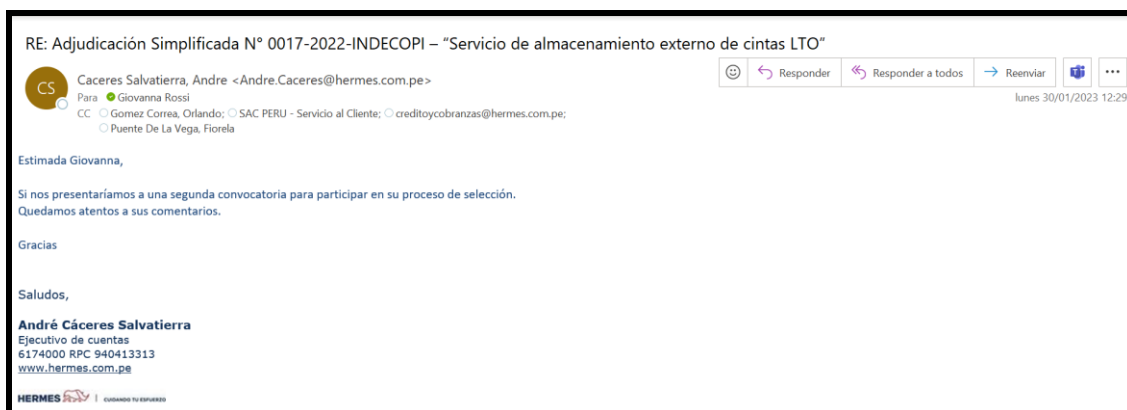 RE: Adjudicación Simplificada N° 0017-2022-INDECOPI – “Servicio de almacenamiento externo de cintas LTO”
CS
Caceres Salvatierra, Andre <Andre.Caceres@hermes.com.pe>
Para Giovanna Rossi
CC Gomez Correa, Orlando; SAC PERU - Servicio al Cliente; creditoycobranzas@hermes.com.pe;
Puente De La Vega, Fiorela
Responder
Responder a todos
Reenviar
lunes 30/01/2023 12:29
Estimada Giovanna,
Si nos presentaríamos a una segunda convocatoria para participar en su proceso de selección.
Quedamos atentos a sus comentarios.
Gracias
Saludos,
André Cáceres Salvatierra
Ejecutivo de cuentas
6174000 RPC 940413313
www.hermes.com.pe
HERMES | CUIDANDO TU ESFUERZO